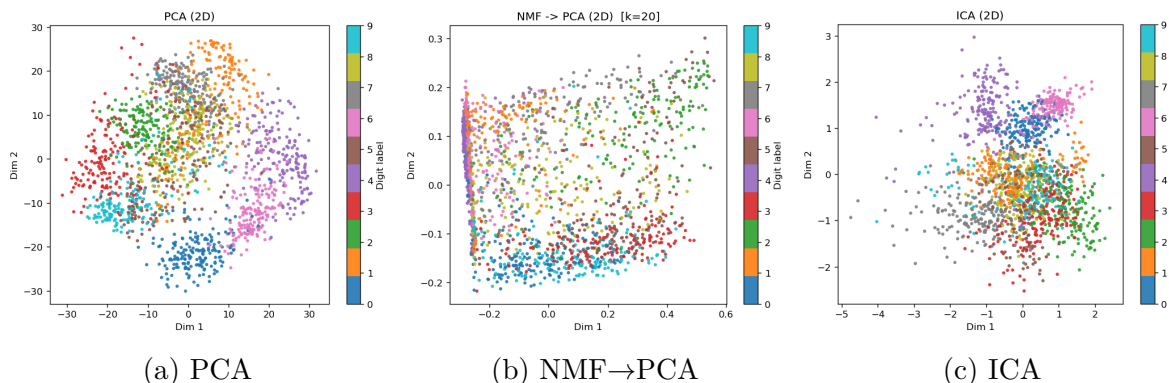 PCA (2D)
30
20
10
0
−10
−20
−30
Dim 2
−30 −20 −10 0 10 20 30
Dim 1
9
8
7
6
5
4
3
2
1
0
Digit label
(a) PCA
NMF -> PCA (2D) [k=20]
0.3
0.2
0.1
0.0
−0.1
−0.2
Dim 2
−0.2 0.0 0.2 0.4 0.6
Dim 1
9
8
7
6
5
4
3
2
1
0
Digit label
(b) NMF→PCA
ICA (2D)
3
2
1
0
−1
−2
Dim 2
−5 −4 −3 −2 −1 0 1 2
Dim 1
9
8
7
6
5
4
3
2
1
0
(c) ICA